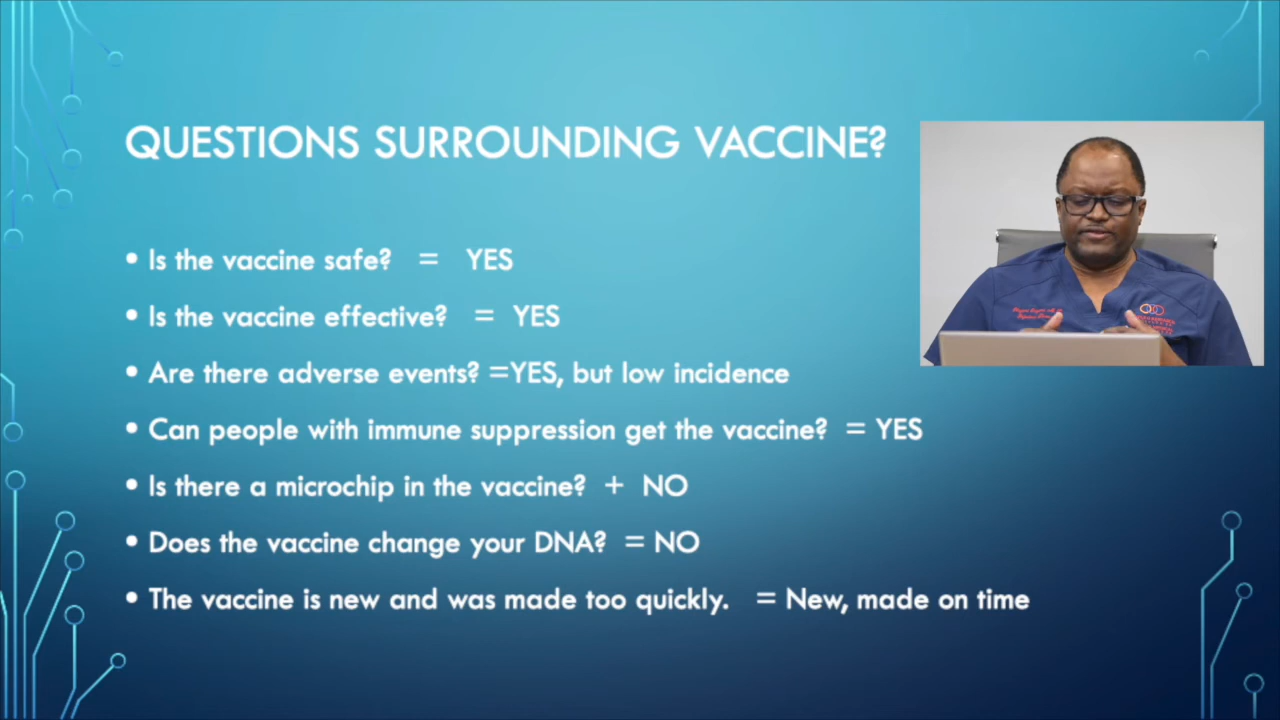 QUESTIONS SURROUNDING VACCINE?
• Is the vaccine safe? = YES
• Is the vaccine effective? = YES
• Are there adverse events? =YES, but low incidence
• Can people with immune suppression get the vaccine? = YES
• Is there a microchip in the vaccine? + NO
• Does the vaccine change your DNA? = NO
• The vaccine is new and was made too quickly. = New, made on time